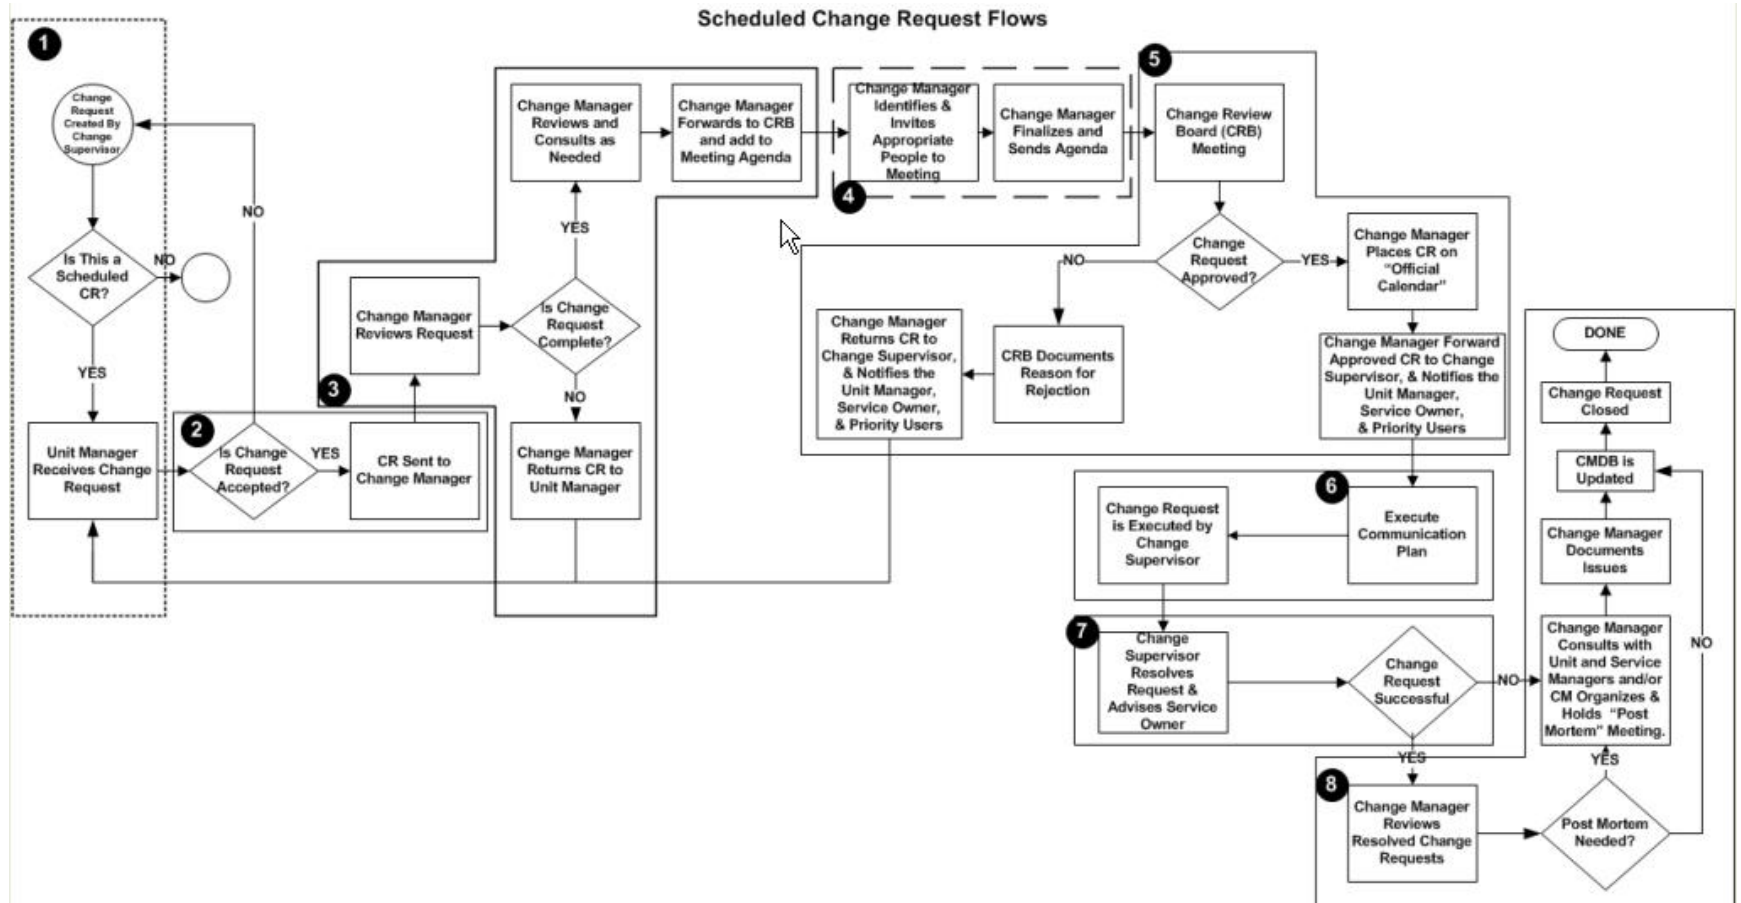 Scheduled Change Request Flows
1
Change
Request
Created By
Change
Supervisor
Is This a
Scheduled
CR?
NO
YES
Unit Manager
Receives Change
Request
2
Is Change
Request
Accepted?
NO
YES
CR Sent to
Change Manager
3
Change Manager
Reviews Request
Is Change
Request
Complete?
YES
NO
Change Manager
Returns CR to
Unit Manager
Change Manager
Reviews and
Consults as
Needed
Change Manager
Forwards to CRB
and add to
Meeting Agenda
4
Change Manager
Identifies &
Invites
Appropriate
People to
Meeting
Change Manager
Finalizes and
Sends Agenda
5
Change Review
Board (CRB)
Meeting
Change
Request
Approved?
NO
YES
CRB Documents
Reason for
Rejection
Change Manager
Returns CR to
Change Supervisor,
& Notifies the
Unit Manager,
Service Owner,
& Priority Users
Change Manager
Places CR on
“Official
Calendar”
Change Manager Forward
Approved CR to Change
Supervisor, & Notifies the
Unit Manager,
Service Owner,
& Priority Users
6
Execute
Communication
Plan
Change Request
is Executed by
Change
Supervisor
7
Change
Supervisor
Resolves
Request &
Advises Service
Owner
Change
Request
Successful
NO
YES
8
Change Manager
Reviews
Resolved Change
Requests
Post Mortem
Needed?
YES
NO
Change Manager
Consults with
Unit and Service
Managers and/or
CM Organizes &
Holds “Post
Mortem” Meeting.
Change Manager
Documents
Issues
CMDB is
Updated
Change Request
Closed
DONE